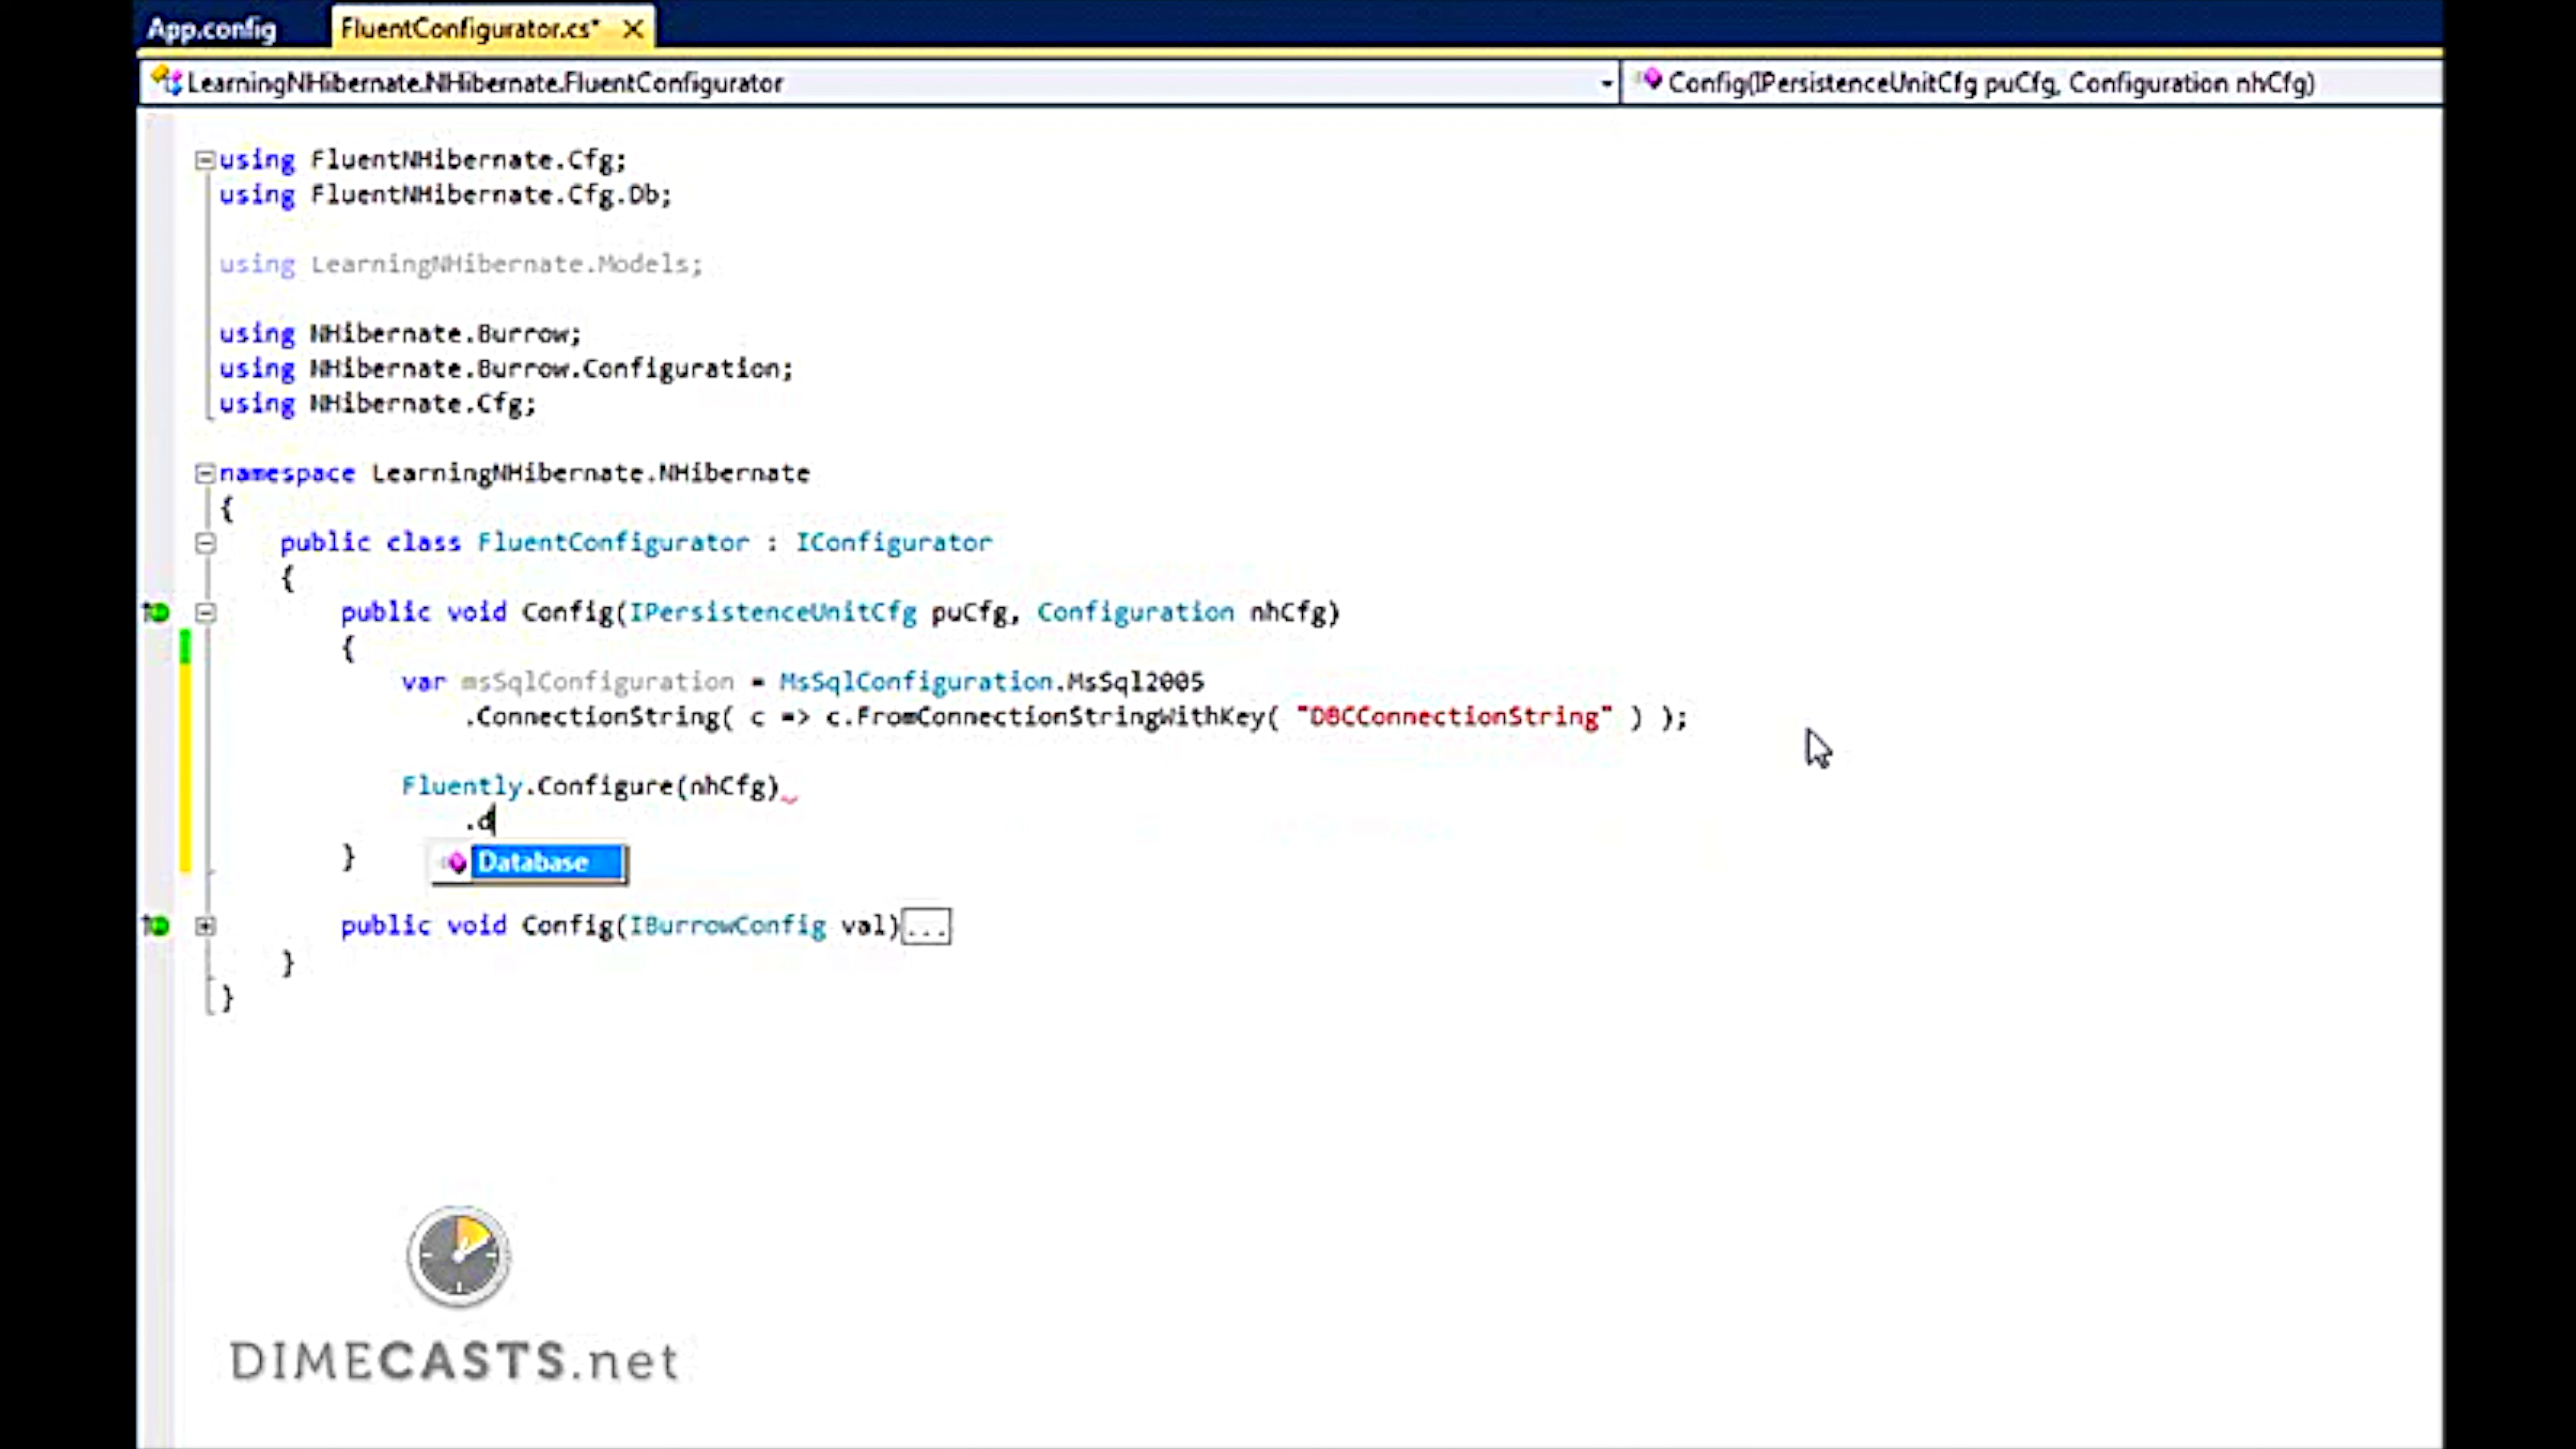 App.config FluentConfigurator.cs* X
LearningNHibernate.NHibernate.FluentConfigurator Config(IPersistenceUnitCfg puCfg, Configuration nhCfg)
using FluentNHibernate.Cfg;
using FluentNHibernate.Cfg.Db;
using LearningNHibernate.Models;
using NHibernate.Burrow;
using NHibernate.Burrow.Configuration;
using NHibernate.Cfg;
namespace LearningNHibernate.NHibernate
{
public class FluentConfigurator : IConfigurator
{
public void Config(IPersistenceUnitCfg puCfg, Configuration nhCfg)
{
var msSqlConfiguration = MsSqlConfiguration.MsSql2005
.ConnectionString( c => c.FromConnectionStringWithKey( "DBCConnectionString" ) );
Fluently.Configure(nhCfg)
.d
} Database
public void Config(IBurrowConfig val)...
}
}
DIMECASTS.net